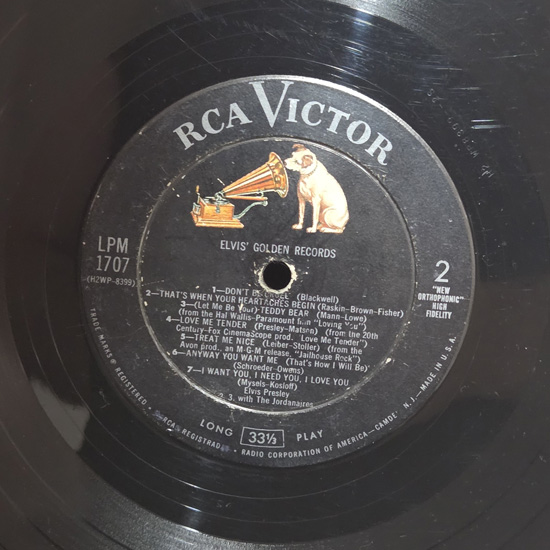 RCA VICTOR
ELVIS' GOLDEN RECORDS
LPM
1707
(H2WP-8399)
2
"NEW
ORTHOPHONIC"
HIGH
FIDELITY
1—DON'T BE CRUEL (Blackwell)
2—THAT'S WHEN YOUR HEARTACHES BEGIN (Raskin-Brown-Fisher)
3—(Let Me Be Your) TEDDY BEAR (Mann-Lowe)
(from the Hal Wallis-Paramount film "Loving You")
4—LOVE ME TENDER (Presley-Matson) (from the 20th
Century-Fox CinemaScope prod. "Love Me Tender")
5—TREAT ME NICE (Leiber-Stoller) (from the
Avon prod., an M-G-M release, "Jailhouse Rock")
6—ANYWAY YOU WANT ME (That's How I Will Be)
(Schroeder-Owens)
7—I WANT YOU, I NEED YOU, I LOVE YOU
(Mysels-Kosloff)
Elvis Presley
2, 3, with The Jordanaires
LONG 33⅓ PLAY
TRADE MARKS ® REGISTERED • MARCA REGISTRADA • RADIO CORPORATION OF AMERICA—CAMDEN, N.J.—MADE IN U.S.A.